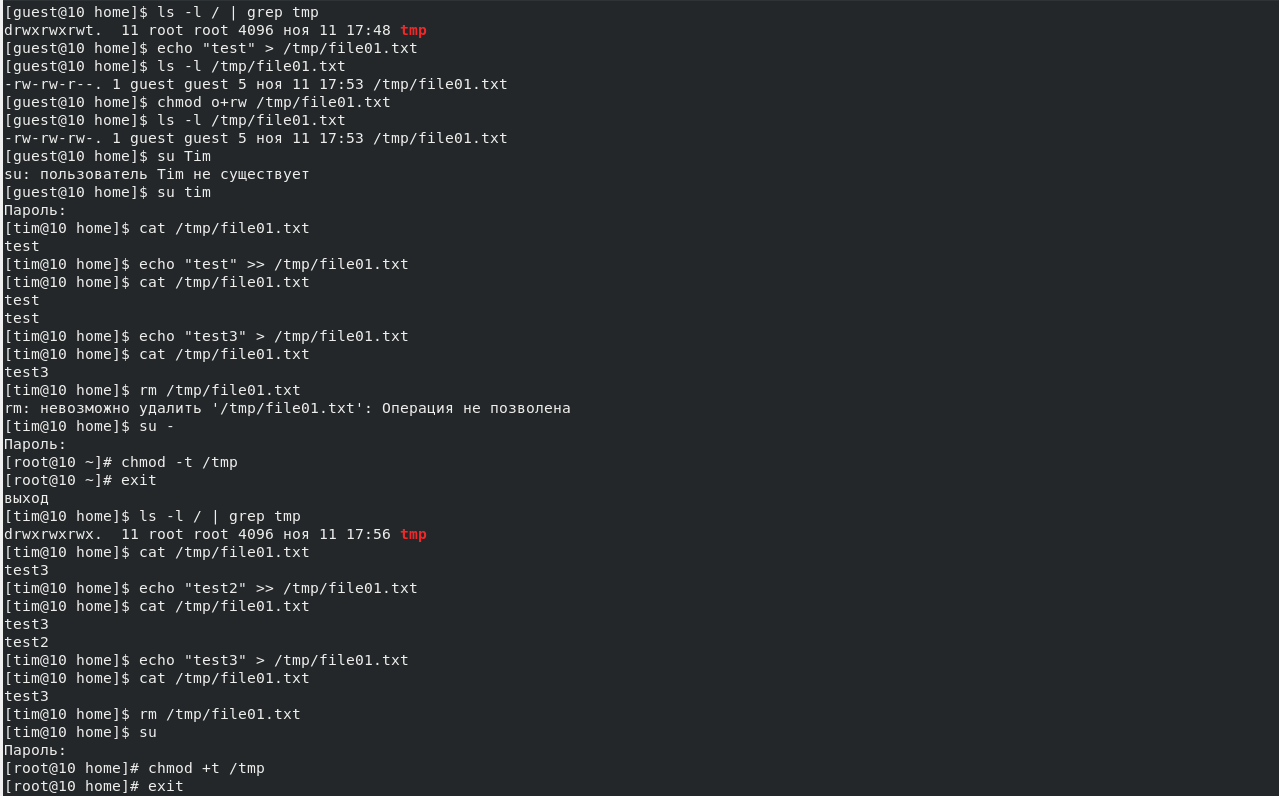 [guest@10 home]$ ls -l / | grep tmp
drwxrwxrwt.  11 root root 4096 ноя 11 17:48 tmp
[guest@10 home]$ echo "test" > /tmp/file01.txt
[guest@10 home]$ ls -l /tmp/file01.txt
-rw-rw-r--. 1 guest guest 5 ноя 11 17:53 /tmp/file01.txt
[guest@10 home]$ chmod o+rw /tmp/file01.txt
[guest@10 home]$ ls -l /tmp/file01.txt
-rw-rw-rw-. 1 guest guest 5 ноя 11 17:53 /tmp/file01.txt
[guest@10 home]$ su Tim
su: пользователь Tim не существует
[guest@10 home]$ su tim
Пароль:
[tim@10 home]$ cat /tmp/file01.txt
test
[tim@10 home]$ echo "test" >> /tmp/file01.txt
[tim@10 home]$ cat /tmp/file01.txt
test
test
[tim@10 home]$ echo "test3" > /tmp/file01.txt
[tim@10 home]$ cat /tmp/file01.txt
test3
[tim@10 home]$ rm /tmp/file01.txt
rm: невозможно удалить '/tmp/file01.txt': Операция не позволена
[tim@10 home]$ su -
Пароль:
[root@10 ~]# chmod -t /tmp
[root@10 ~]# exit
выход
[tim@10 home]$ ls -l / | grep tmp
drwxrwxrwx.  11 root root 4096 ноя 11 17:56 tmp
[tim@10 home]$ cat /tmp/file01.txt
test3
[tim@10 home]$ echo "test2" >> /tmp/file01.txt
[tim@10 home]$ cat /tmp/file01.txt
test3
test2
[tim@10 home]$ echo "test3" > /tmp/file01.txt
[tim@10 home]$ cat /tmp/file01.txt
test3
[tim@10 home]$ rm /tmp/file01.txt
[tim@10 home]$ su
Пароль:
[root@10 home]# chmod +t /tmp
[root@10 home]# exit